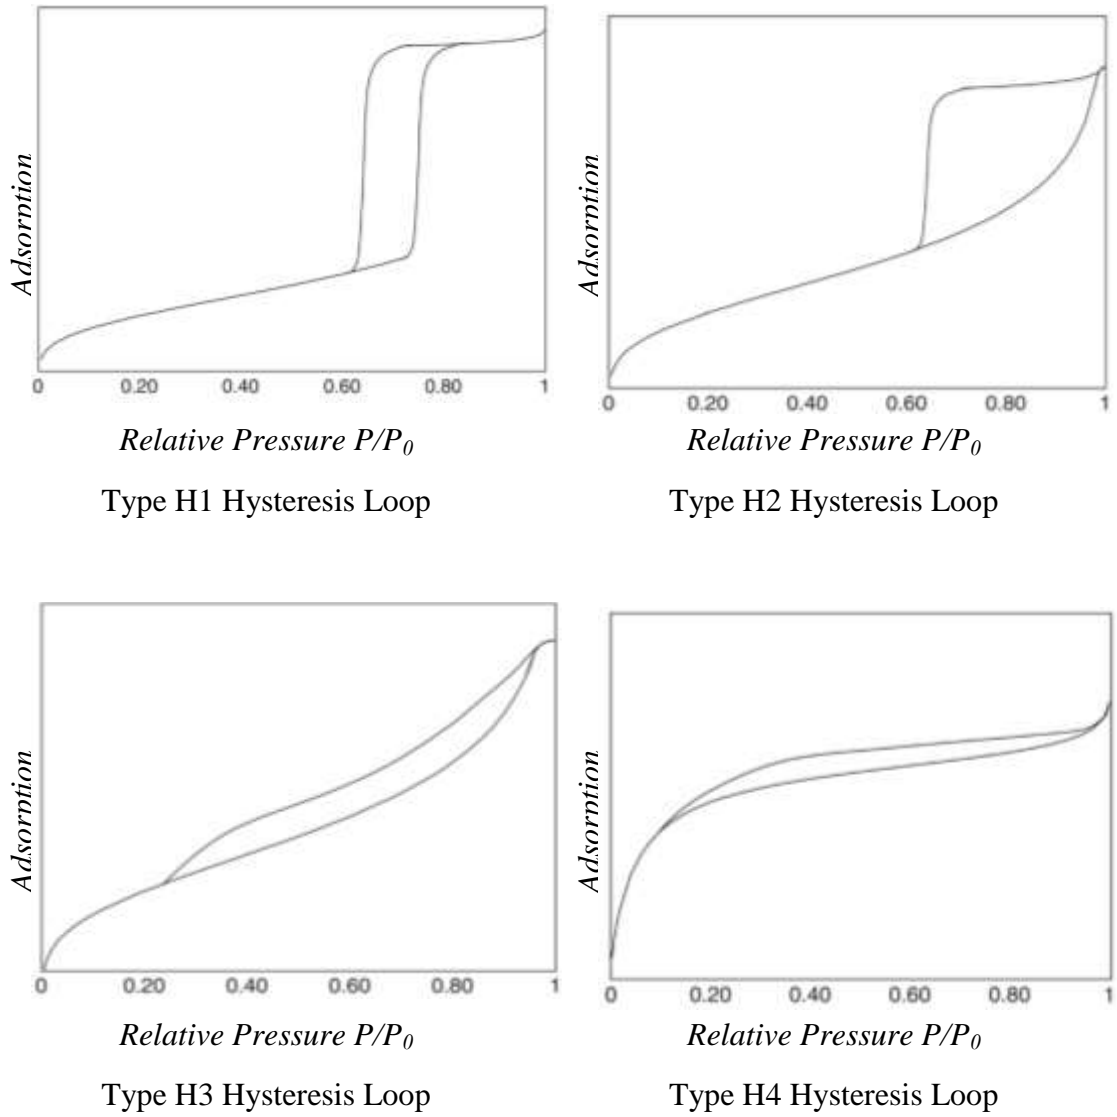 Adsorption
0 0.20 0.40 0.60 0.80 1
Relative Pressure P/P0
Type H1 Hysteresis Loop
Adsorption
0 0.20 0.40 0.60 0.80 1
Relative Pressure P/P0
Type H2 Hysteresis Loop
Adsorption
0 0.20 0.40 0.60 0.80 1
Relative Pressure P/P0
Type H3 Hysteresis Loop
Adsorption
0 0.20 0.40 0.60 0.80 1
Relative Pressure P/P0
Type H4 Hysteresis Loop